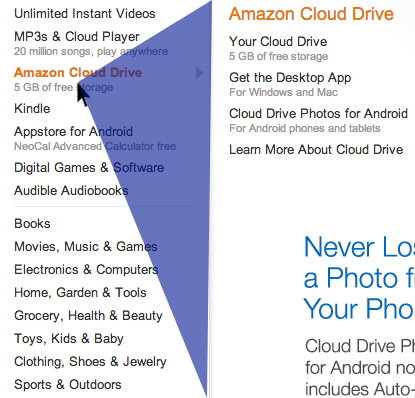 Unlimited Instant Videos
MP3s & Cloud Player
20 million songs, play anywhere
Amazon Cloud Drive
5 GB of free storage
Kindle
Appstore for Android
NeoCal Advanced Calculator free
Digital Games & Software
Audible Audiobooks
Books
Movies, Music & Games
Electronics & Computers
Home, Garden & Tools
Grocery, Health & Beauty
Toys, Kids & Baby
Clothing, Shoes & Jewelry
Sports & Outdoors
Amazon Cloud Drive
Your Cloud Drive
5 GB of free storage
Get the Desktop App
For Windows and Mac
Cloud Drive Photos for Android
For Android phones and tablets
Learn More About Cloud Drive
Never Los
a Photo f
Your Pho
Cloud Drive Ph
for Android no
includes Auto-